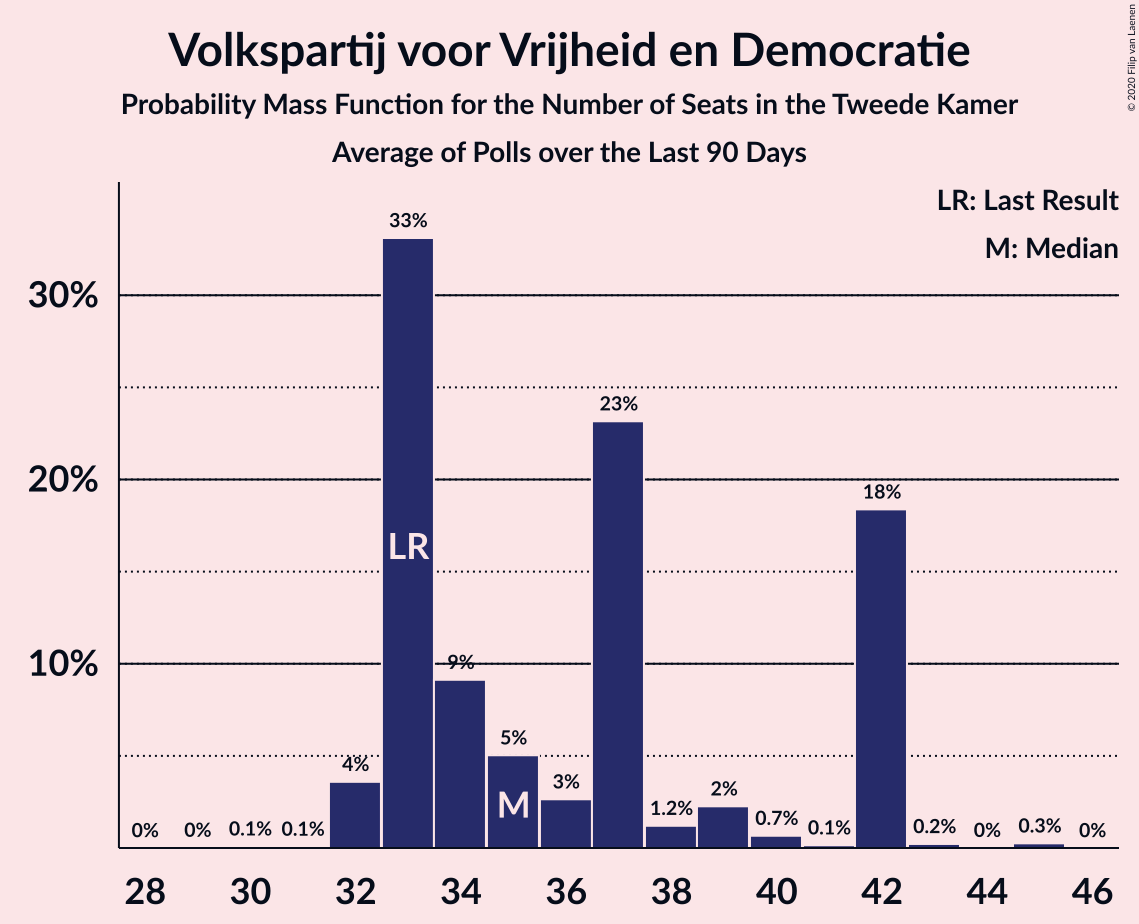 Volkspartij voor Vrijheid en Democratie
Probability Mass Function for the Number of Seats in the Tweede Kamer
Average of Polls over the Last 90 Days
© 2020 Filip van Laenen
LR: Last Result
M: Median
30%
20%
10%
0%
0%
0.1%
0.1%
4%
33%
9%
5%
3%
23%
1.2%
2%
0.7%
0.1%
18%
0.2%
0%
0.3%
0%
LR
M
28 30 32 34 36 38 40 42 44 46